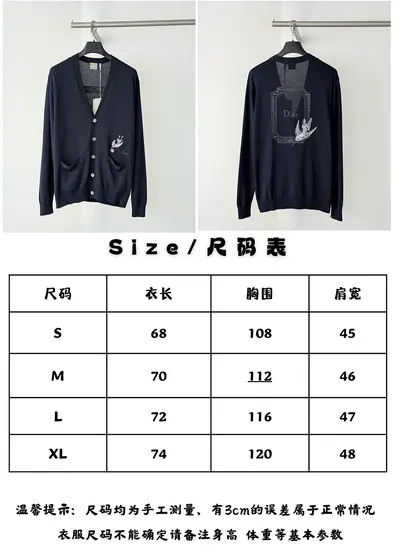 Dior
Size/尺码表
尺码 衣长 胸围 肩宽
S 68 108 45
M 70 112 46
L 72 116 47
XL 74 120 48
温馨提示：尺码均为手工测量、有3cm的误差属于正常情况
衣服尺码不能确定请备注身高 体重等基本参数